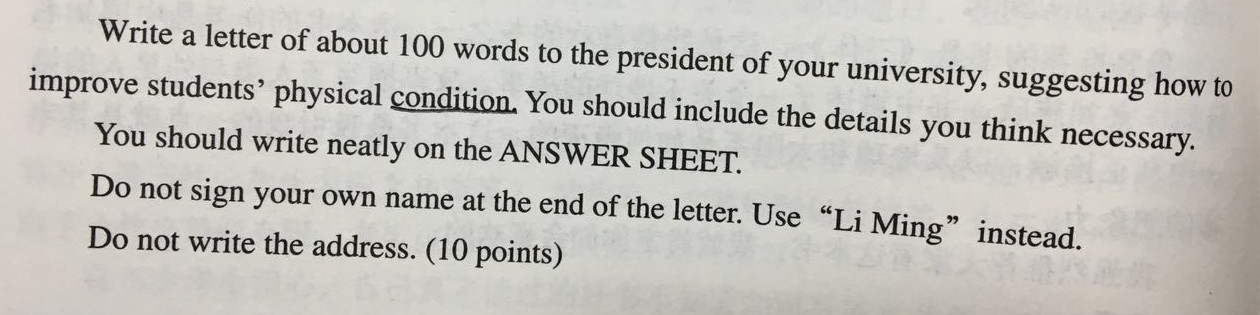 Write a letter of about 100 words to the president of your university, suggesting how to
improve students’ physical condition. You should include the details you think necessary.
You should write neatly on the ANSWER SHEET.
Do not sign your own name at the end of the letter. Use “Li Ming” instead.
Do not write the address. (10 points)